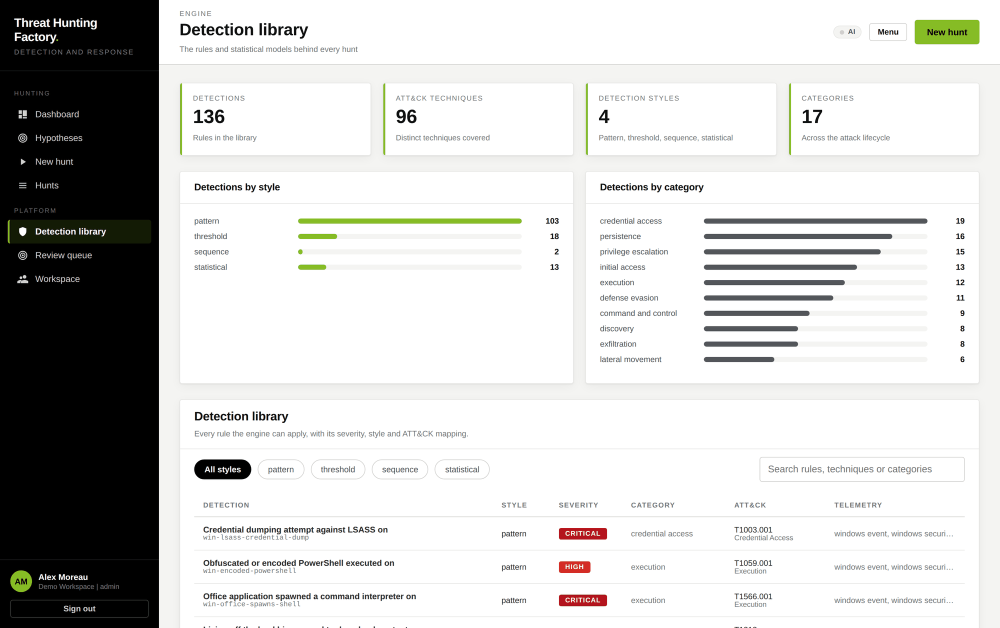 Threat Hunting
Factory.
DETECTION AND RESPONSE
HUNTING
Dashboard
Hypotheses
New hunt
Hunts
PLATFORM
Detection library
Review queue
Workspace
AM
Alex Moreau
Demo Workspace | admin
Sign out
ENGINE
Detection library
The rules and statistical models behind every hunt
AI
Menu
New hunt
DETECTIONS
136
Rules in the library
ATT&CK TECHNIQUES
96
Distinct techniques covered
DETECTION STYLES
4
Pattern, threshold, sequence, statistical
CATEGORIES
17
Across the attack lifecycle
Detections by style
pattern 103
threshold 18
sequence 2
statistical 13
Detections by category
credential access 19
persistence 16
privilege escalation 15
initial access 13
execution 12
defense evasion 11
command and control 9
discovery 8
exfiltration 8
lateral movement 6
Detection library
Every rule the engine can apply, with its severity, style and ATT&CK mapping.
All styles pattern threshold sequence statistical
Search rules, techniques or categories
DETECTION STYLE SEVERITY CATEGORY ATT&CK TELEMETRY
Credential dumping attempt against LSASS on
win-lsass-credential-dump
pattern CRITICAL credential access
T1003.001
Credential Access
windows event, windows securi…
Obfuscated or encoded PowerShell executed on
win-encoded-powershell
pattern HIGH execution
T1059.001
Execution
windows event, windows securi…
Office application spawned a command interpreter on
win-office-spawns-shell
pattern CRITICAL execution
T1566.001
Execution
windows event, windows securi…